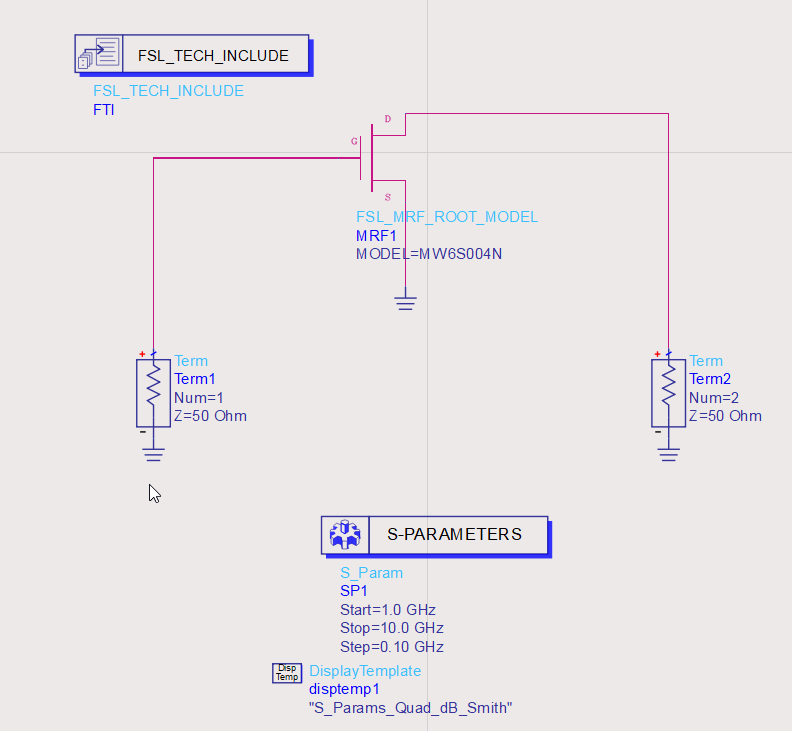 FSL_TECH_INCLUDE
FSL_TECH_INCLUDE
FTI
D
G
S
FSL_MRF_ROOT_MODEL
MRF1
MODEL=MW6S004N
+
Term
Term1
Num=1
Z=50 Ohm
-
+
Term
Term2
Num=2
Z=50 Ohm
-
S-PARAMETERS
S_Param
SP1
Start=1.0 GHz
Stop=10.0 GHz
Step=0.10 GHz
Disp
Temp
DisplayTemplate
disptemp1
"S_Params_Quad_dB_Smith"